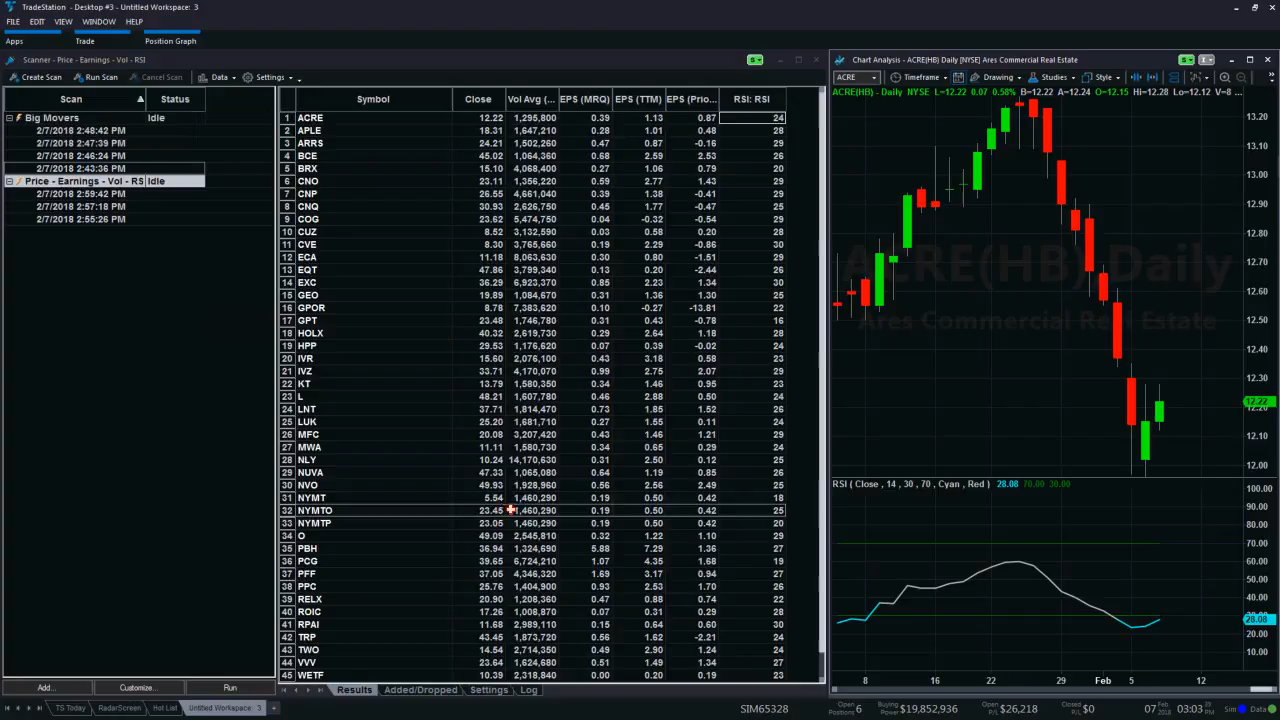 TradeStation - Desktop #3 - Untitled Workspace: 3
FILE EDIT VIEW WINDOW HELP
Apps Trade Position Graph
Scanner - Price - Earnings - Vol - RSI
Create Scan Run Scan Cancel Scan Data Settings
Scan Status
Big Movers Idle
2/7/2018 2:48:42 PM
2/7/2018 2:47:39 PM
2/7/2018 2:46:24 PM
2/7/2018 2:43:36 PM
Price - Earnings - Vol - RS Idle
2/7/2018 2:59:42 PM
2/7/2018 2:57:18 PM
2/7/2018 2:55:26 PM
Add... Customize... Run
Symbol Close Vol Avg (... EPS (MRQ) EPS (TTM) EPS (Prio... RSI: RSI
1 ACRE 12.22 1,295,800 0.39 1.13 0.87 24
2 APLE 18.31 1,647,210 0.28 1.01 0.48 28
3 ARRS 24.21 1,502,260 0.47 0.87 -0.16 29
4 BCE 45.02 1,064,360 0.68 2.59 2.53 26
5 BRX 15.10 4,068,400 0.27 1.06 0.79 20
6 CNO 23.11 1,356,220 0.59 2.77 1.43 29
7 CNP 26.55 4,661,040 0.39 1.38 -0.41 29
8 CNQ 30.93 2,626,750 0.45 1.77 -0.47 25
9 COG 23.62 5,474,750 0.04 -0.32 -0.54 29
10 CUZ 8.52 3,132,590 0.03 0.58 0.20 28
11 CVE 8.30 3,765,660 0.19 2.29 -0.86 30
12 ECA 11.18 8,063,630 0.30 0.80 -1.51 29
13 EQT 47.86 3,799,340 0.13 0.20 -2.44 26
14 EXC 36.29 6,923,370 0.85 2.23 1.34 30
15 GEO 19.89 1,084,670 0.31 1.36 1.30 25
16 GPOR 8.78 7,383,620 0.10 -0.27 -13.81 22
17 GPT 23.48 1,746,780 0.31 0.43 -0.78 16
18 HOLX 40.32 2,619,730 0.29 2.64 1.18 28
19 HPP 29.53 1,176,620 0.07 0.39 -0.02 24
20 IVR 15.60 2,076,100 0.43 3.18 0.58 23
21 IVZ 33.71 4,170,070 0.99 2.75 2.07 29
22 KT 13.79 1,580,350 0.34 1.46 0.95 23
23 L 48.21 1,607,780 0.46 2.88 0.50 24
24 LNT 37.71 1,814,470 0.73 1.85 1.52 26
25 LUK 25.20 1,681,710 0.27 1.55 0.11 24
26 MFC 20.08 3,207,420 0.43 1.46 1.21 29
27 MWA 11.11 1,580,730 0.34 0.65 0.29 24
28 NLY 10.24 14,170,630 0.31 2.50 0.12 25
29 NUVA 47.33 1,065,080 0.64 1.19 0.85 26
30 NVO 49.93 1,928,960 0.56 2.56 2.49 25
31 NYMT 5.54 1,460,290 0.19 0.50 0.42 18
32 NYMTO 23.45 1,460,290 0.19 0.50 0.42 25
33 NYMTP 23.05 1,460,290 0.19 0.50 0.42 20
34 O 49.09 2,545,810 0.32 1.22 1.10 29
35 PBH 36.94 1,324,690 5.88 7.29 1.36 27
36 PCG 39.65 6,724,210 1.07 4.35 1.68 19
37 PFF 37.05 4,346,320 1.69 3.17 0.94 27
38 PPC 25.76 1,404,900 0.93 2.53 1.70 26
39 RELX 20.90 1,208,360 0.47 0.88 0.74 22
40 ROIC 17.26 1,008,870 0.07 0.31 0.29 28
41 RPAI 11.68 2,989,110 0.15 0.64 0.60 30
42 TRP 43.45 1,873,720 0.56 1.62 -2.21 26
43 TWO 14.54 2,714,350 0.49 2.90 1.24 24
44 VVV 23.64 1,624,680 0.51 1.49 1.34 27
45 WETF 10.39 2,318,840 0.00 0.20 0.19 23
Results Added/Dropped Settings Log
Chart Analysis - ACRE(HB) Daily [NYSE] Ares Commercial Real Estate
ACRE Timeframe Drawing Studies Style
ACRE(HB) - Daily NYSE L=12.22 0.07 0.58% B=12.22 A=12.24 O=12.15 Hi=12.28 Lo=12.12 V=8 ...
ACRE(HB) Daily
Ares Commercial Real Estate
13.20
13.10
13.00
12.90
12.80
12.70
12.60
12.50
12.40
12.30
12.22
12.20
12.10
12.00
RSI ( Close , 14 , 30 , 70 , Cyan , Red ) 28.08 70.00 30.00
100.00
90.00
80.00
70.00
60.00
50.00
40.00
28.08
20.00
10.00
8 16 22 29 Feb 5 12
TS Today RadarScreen Hot List Untitled Workspace: 3
SIM65328 Open Positions 6 Buying Power $19,852,936 Open P/L $26,218 Closed P/L $0 07 Feb. 2018 03:03 39 PM Sim Data